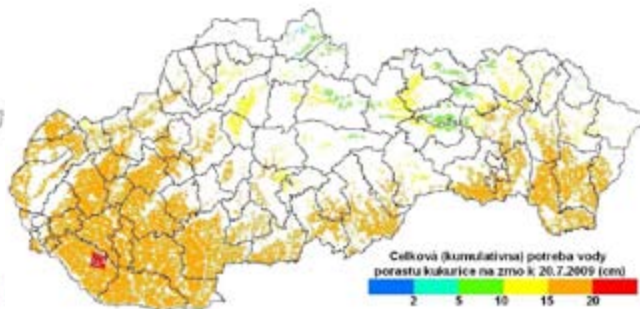 Celková (kumulatívna) potreba vody
porastu kukurice na zrno k 20.7.2009 (cm)
2 5 10 15 20